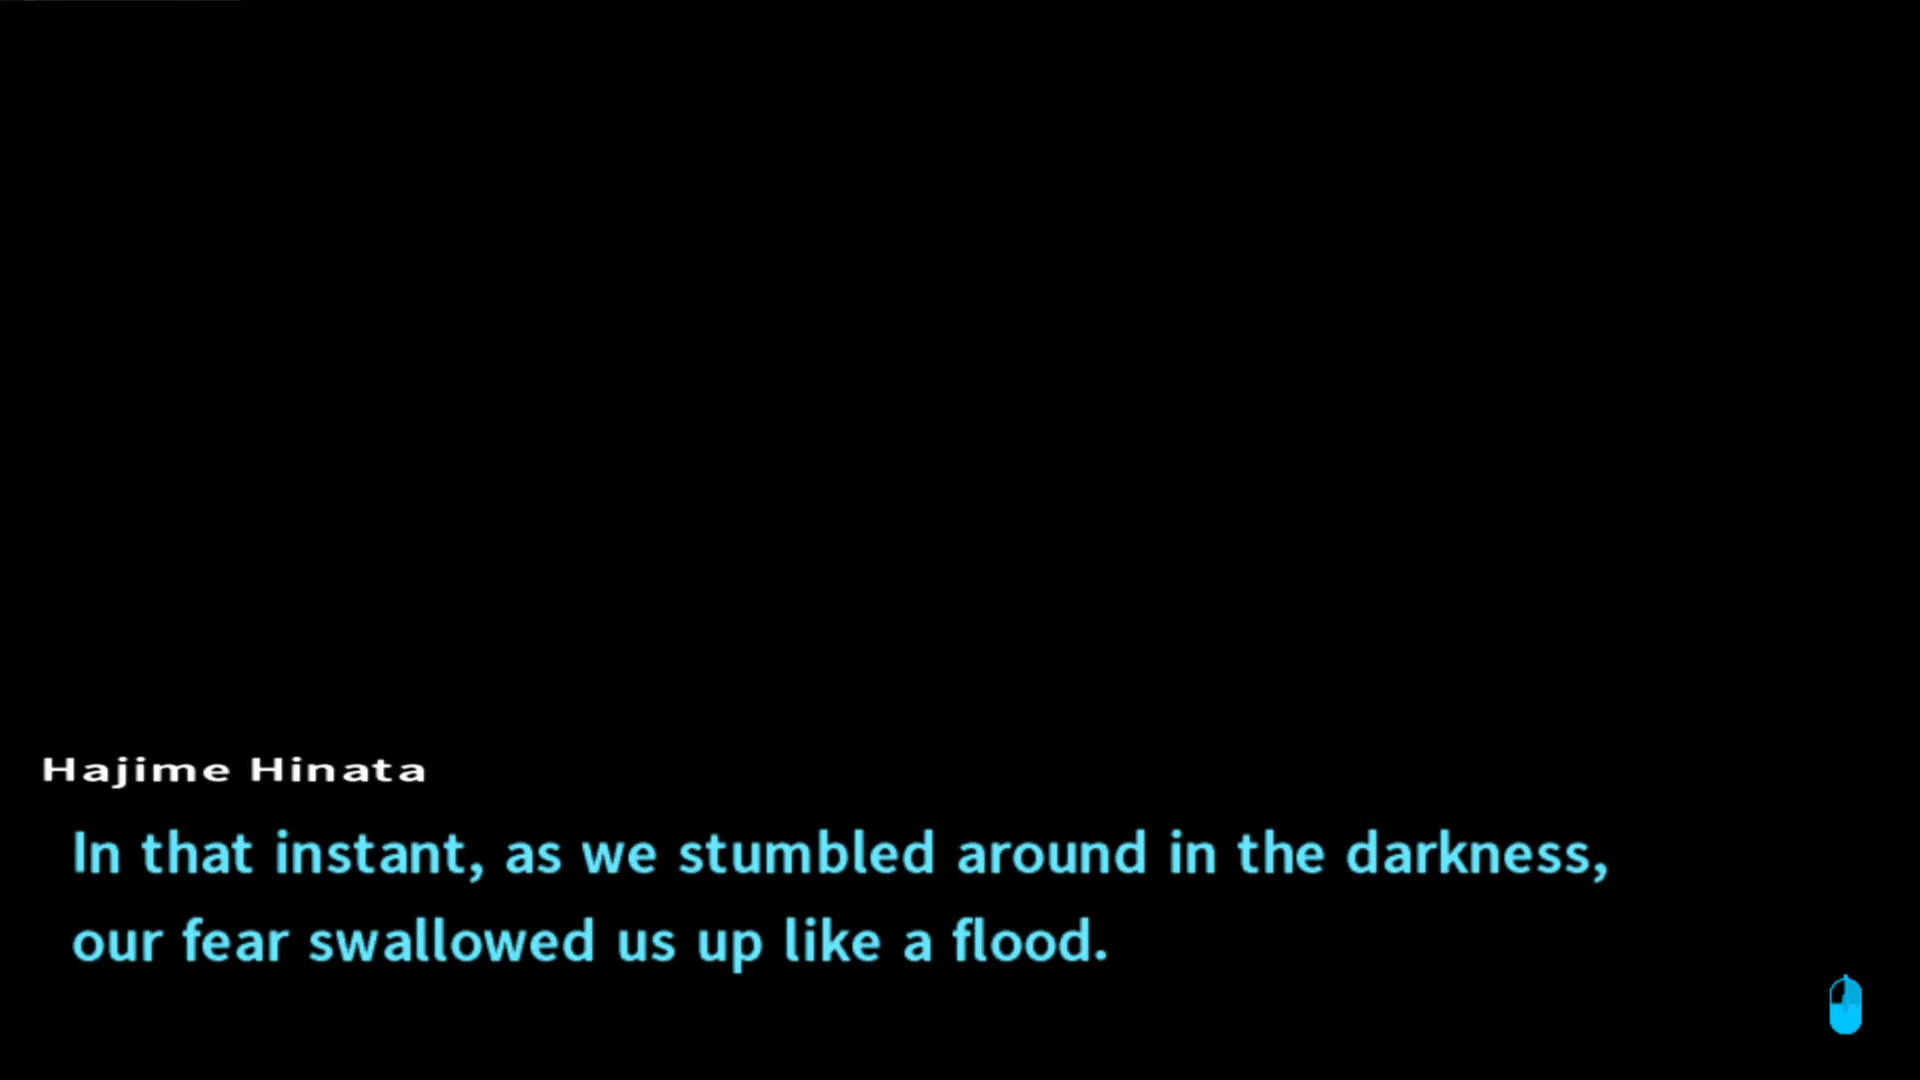 Hajime Hinata
In that instant, as we stumbled around in the darkness,
our fear swallowed us up like a flood.